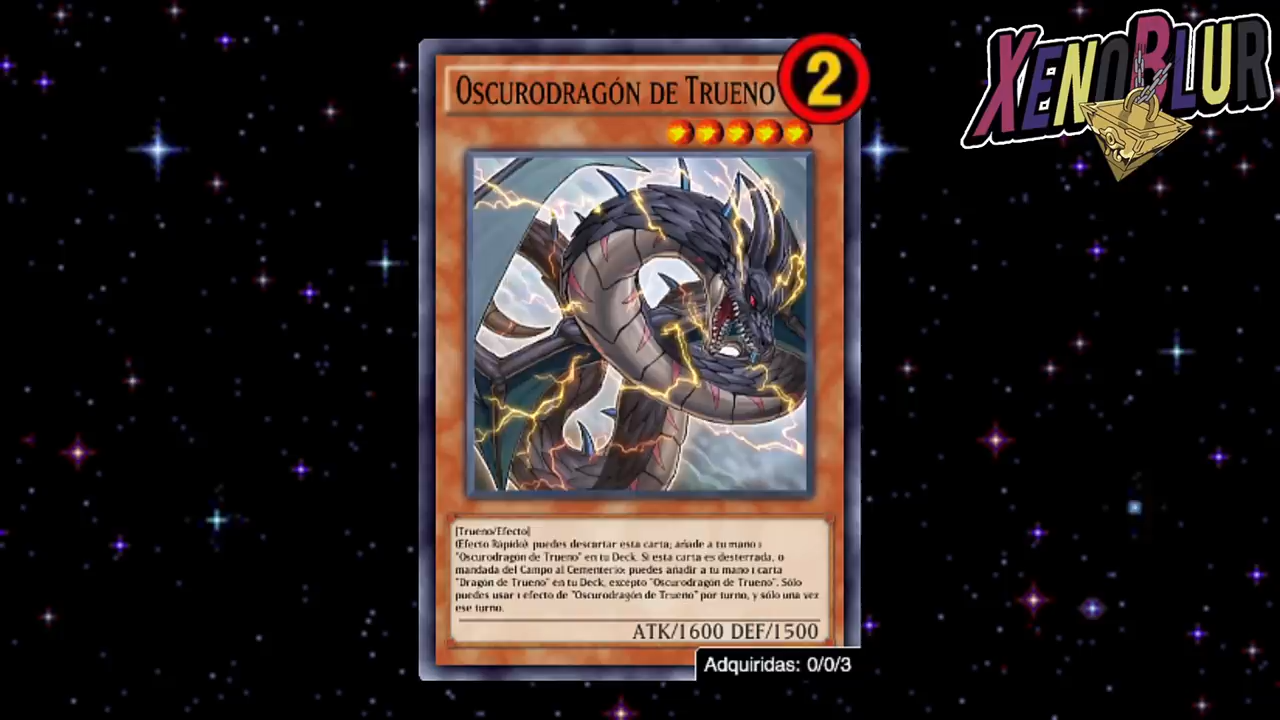 XENOBLUR
OSCURODRAGÓN DE TRUENO
2
[Trueno/Efecto]
(Efecto Rápido): puedes descartar esta carta; añade a tu mano 1
"Oscurodragón de Trueno" en tu Deck. Si esta carta es desterrada, o
mandada del Campo al Cementerio: puedes añadir a tu mano 1 carta
"Dragón de Trueno" en tu Deck, excepto "Oscurodragón de Trueno". Sólo
puedes usar 1 efecto de "Oscurodragón de Trueno" por turno, y sólo una vez
ese turno.
ATK/1600 DEF/1500
Adquiridas: 0/0/3